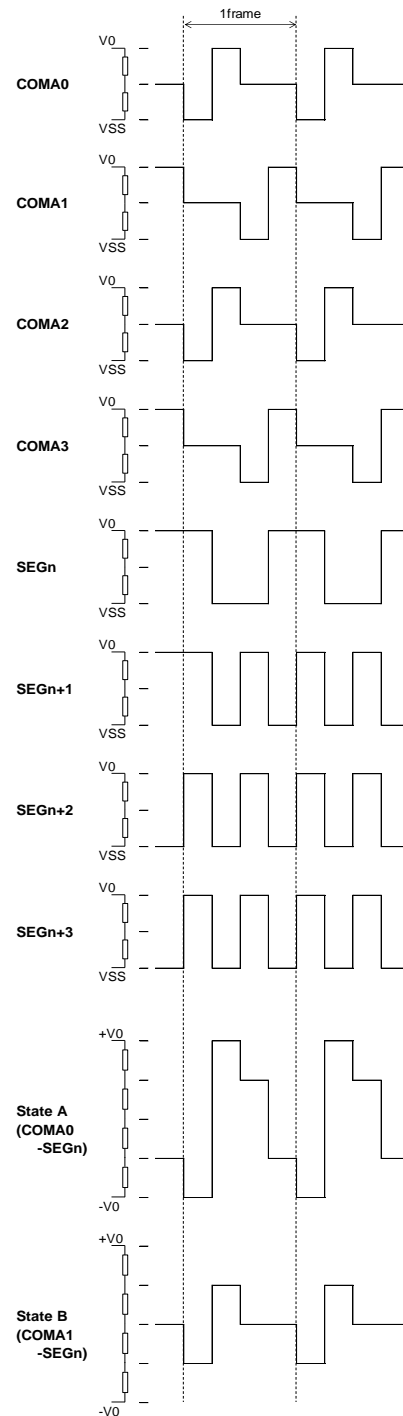 1frame
V0
COMA0
VSS
V0
COMA1
VSS
V0
COMA2
VSS
V0
COMA3
VSS
V0
SEGn
VSS
V0
SEGn+1
VSS
V0
SEGn+2
VSS
V0
SEGn+3
VSS
+V0
State A
(COMA0
-SEGn)
-V0
+V0
State B
(COMA1
-SEGn)
-V0